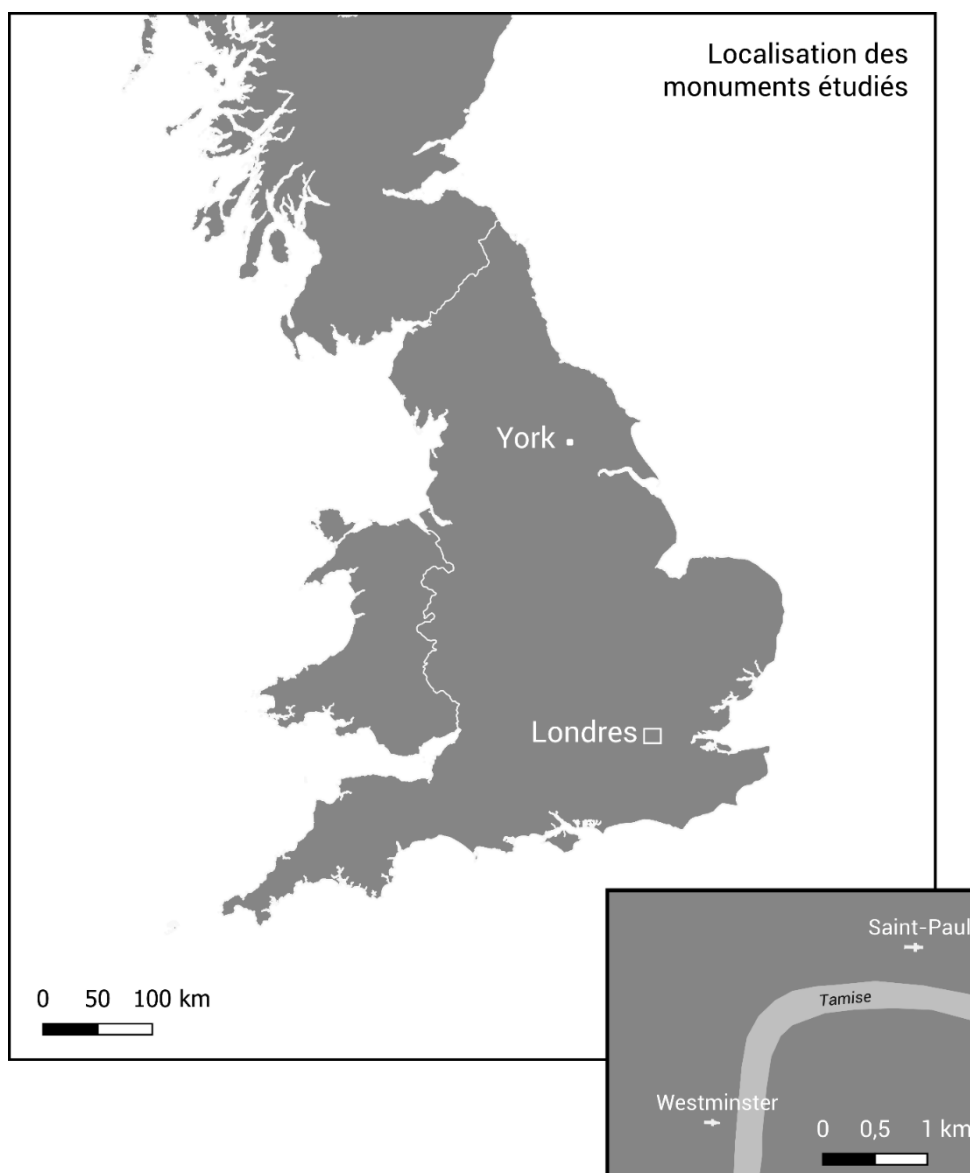 Localisation des
monuments étudiés
York
Londres
0 50 100 km
Saint-Paul
Tamise
Westminster
0 0,5 1 km